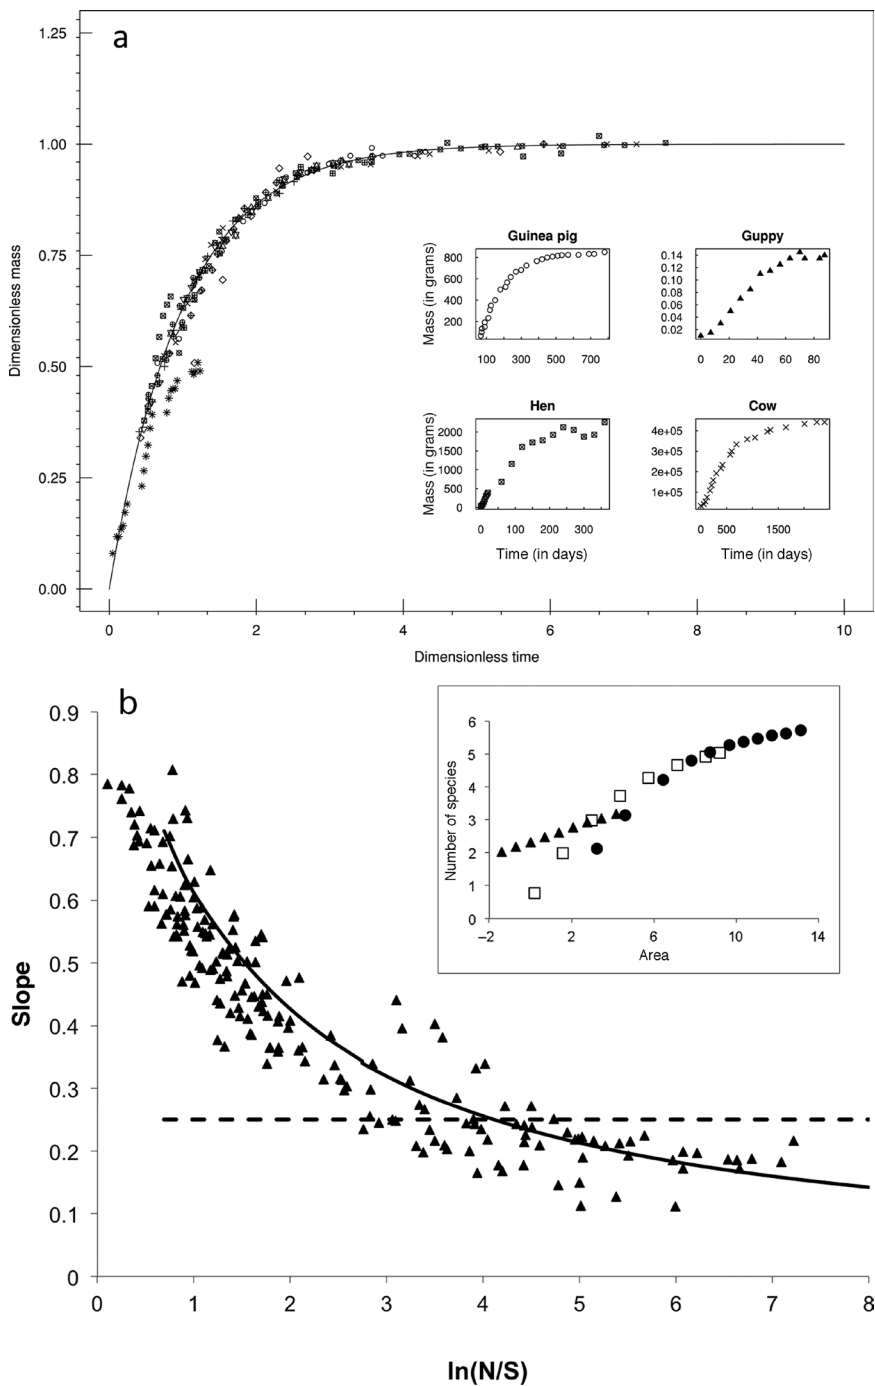 a
1.25
1.00
0.75
0.50
0.25
0.00
Dimensionless mass
0 2 4 6 8 10
Dimensionless time
Guinea pig
Mass (in grams)
800
400
200
100 300 500 700
Guppy
0.14
0.12
0.10
0.08
0.06
0.04
0.02
0 20 40 60 80
Hen
Mass (in grams)
2000
1500
1000
500
0
0 100 200 300
Time (in days)
Cow
4e+05
3e+05
2e+05
1e+05
0 500 1500
Time (in days)
b
0.9
0.8
0.7
0.6
0.5
0.4
0.3
0.2
0.1
0
Slope
0 1 2 3 4 5 6 7 8
ln(N/S)
6
5
4
3
2
1
0
Number of species
−2 2 6 10 14
Area